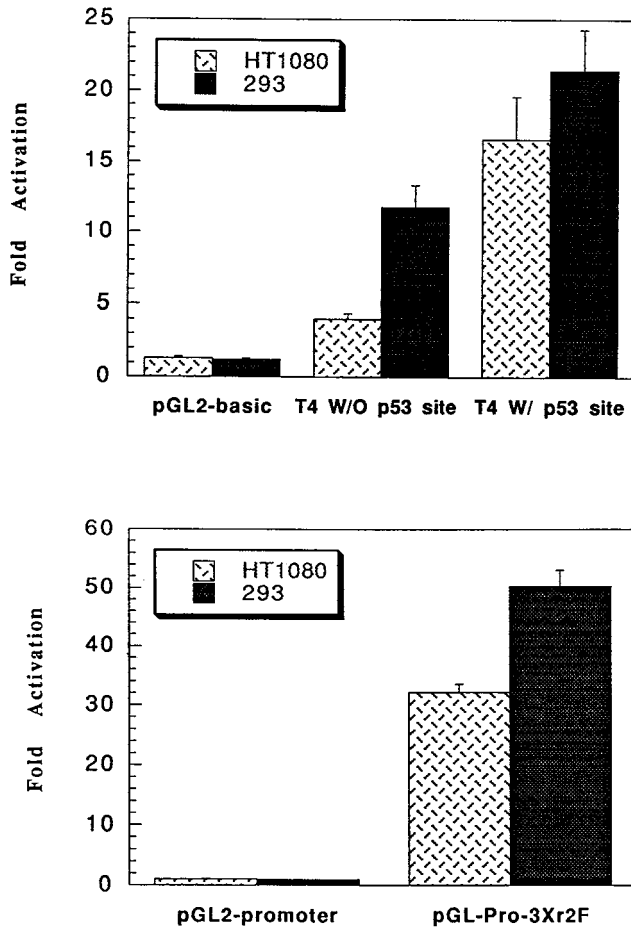 25
20
15
10
5
0
Fold Activation
HT1080
293
pGL2-basic T4 W/O p53 site T4 W/ p53 site
60
50
40
30
20
10
0
Fold Activation
HT1080
293
pGL2-promoter pGL-Pro-3Xr2F